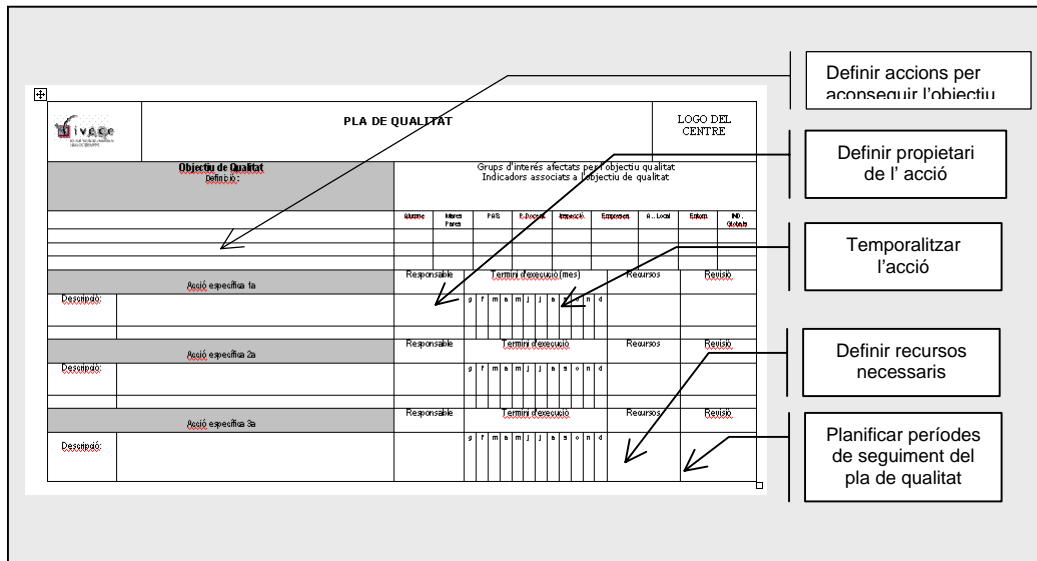 Definir accions per
aconseguir l'objectiu
Definir propietari
de l' acció
Temporalitzar
l'acció
Definir recursos
necessaris
Planificar períodes
de seguiment del
pla de qualitat
ivece
PLA DE QUALITAT
LOGO DEL
CENTRE
Objectiu de Qualitat
Definició:
Grups d'interés afectats per l'objectiu qualitat
Indicadors associats a l'objectiu de qualitat
Alumne Mares PAS P.Docent Inspecció Empreses A.. Local Entorn IND.
Pares Globals
Acció específica 1a Responsable Termini d'execució (mes) Recursos Revisió
Descripció: g f m a m j j a s o n d
Acció específica 2a Responsable Termini d'execució Recursos Revisió
Descripció: g f m a m j j a s o n d
Acció específica 3a Responsable Termini d'execució Recursos Revisió
Descripció: g f m a m j j a s o n d